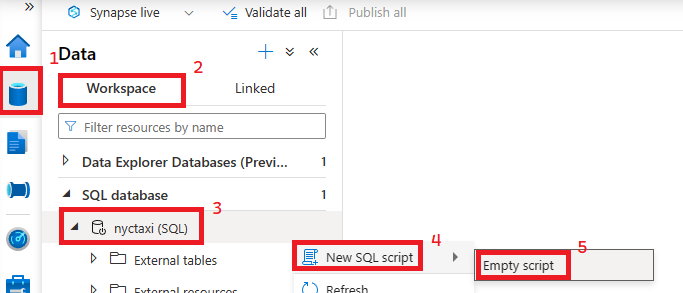 Synapse live
Validate all
Publish all
1
Data
2
Workspace
Linked
Filter resources by name
Data Explorer Databases (Previ... 1
SQL database 1
3
nyctaxi (SQL)
4
5
External tables
New SQL script
Empty script
External resources
Refresh